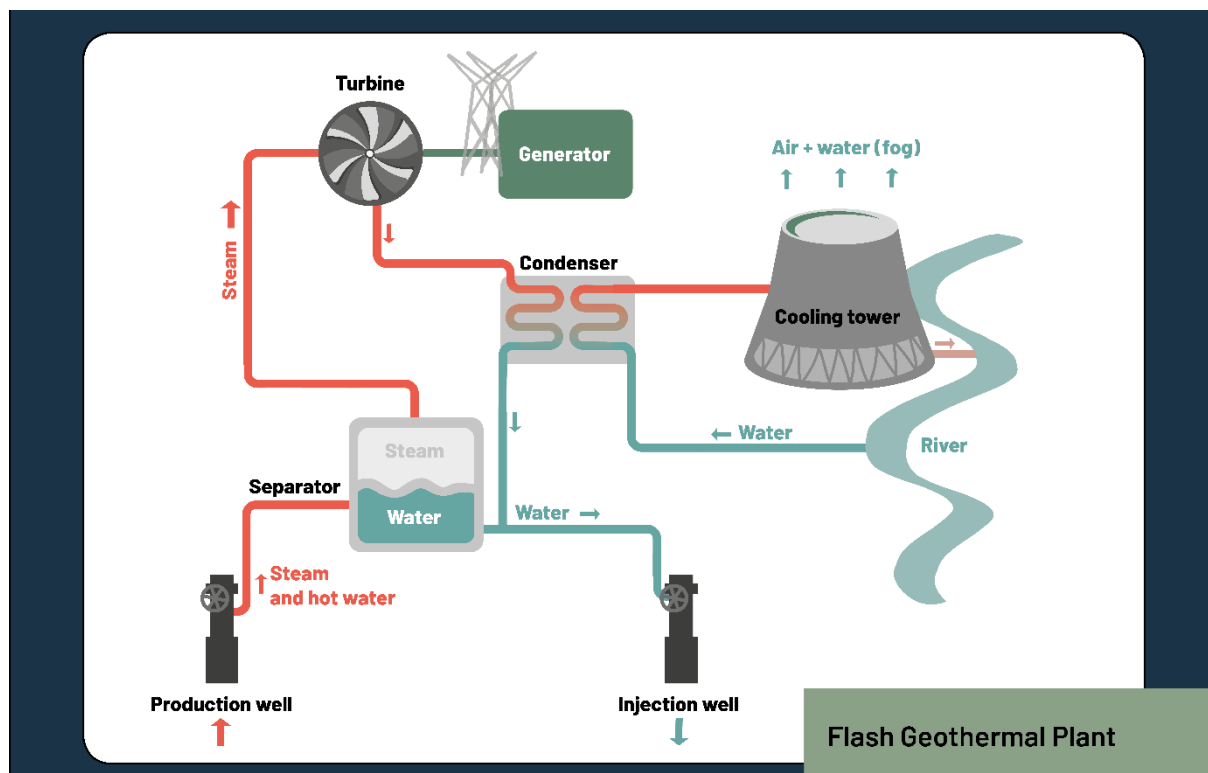 Turbine
Generator
Air + water (fog)
Steam
Condenser
Cooling tower
Steam
Water
River
Separator
Water
Water
Steam
and hot water
Production well
Injection well
Flash Geothermal Plant